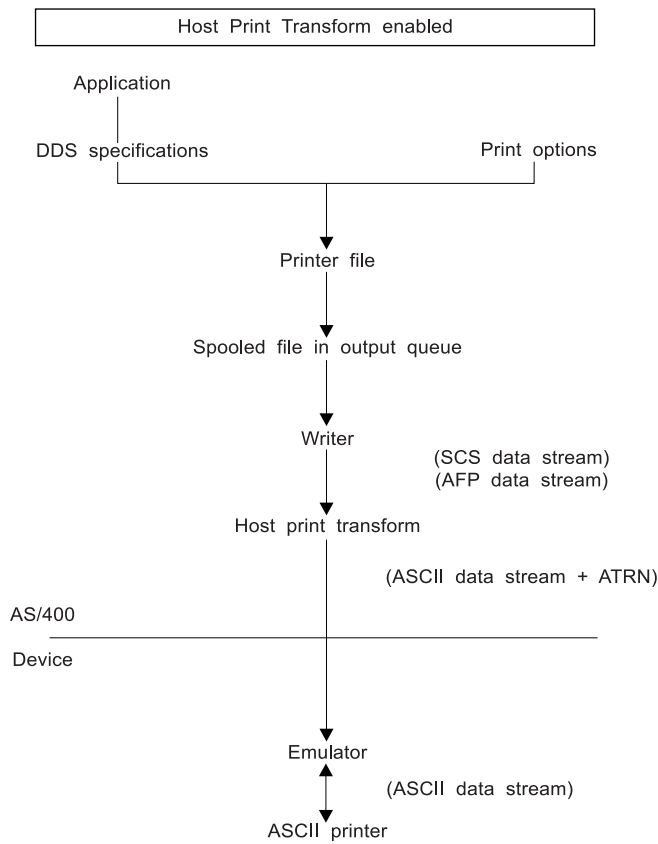 Host Print Transform enabled
Application
DDS specifications
Print options
Printer file
Spooled file in output queue
Writer
(SCS data stream)
(AFP data stream)
Host print transform
(ASCII data stream + ATRN)
AS/400
Device
Emulator
(ASCII data stream)
ASCII printer